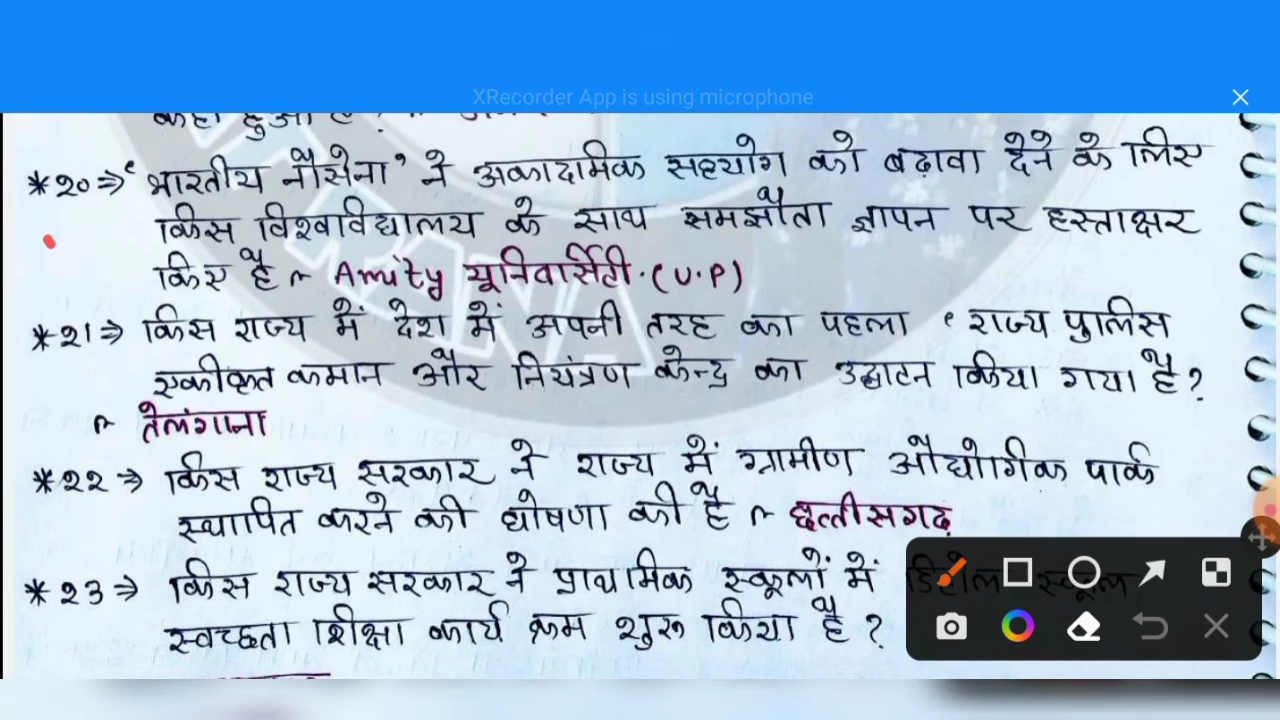 XRecorder App is using microphone
*20⇒ 'भारतीय नौसेना' ने अकादमिक सहयोग को बढावा देने के लिए
किस विश्वविद्यालय के साथ समझौता ज्ञापन पर हस्ताक्षर
किए है ~ Amity यूनिवर्सिटी.(U.P)
*21⇒ किस राज्य में देश में अपनी तरह का पहला 'राज्य पुलिस
एकीकृत कमान और नियंत्रण केन्द्र का उद्घाटन किया गया है?
~ तेलंगाना
*22⇒ किस राज्य सरकार ने राज्य में ग्रामीण औद्योगिक पार्क
स्थापित करने की घोषणा की है ~ छत्तीसगढ़
*23⇒ किस राज्य सरकार ने प्राथमिक स्कूलों में स्कूल
स्वच्छता शिक्षा कार्य क्रम शुरू किया है?